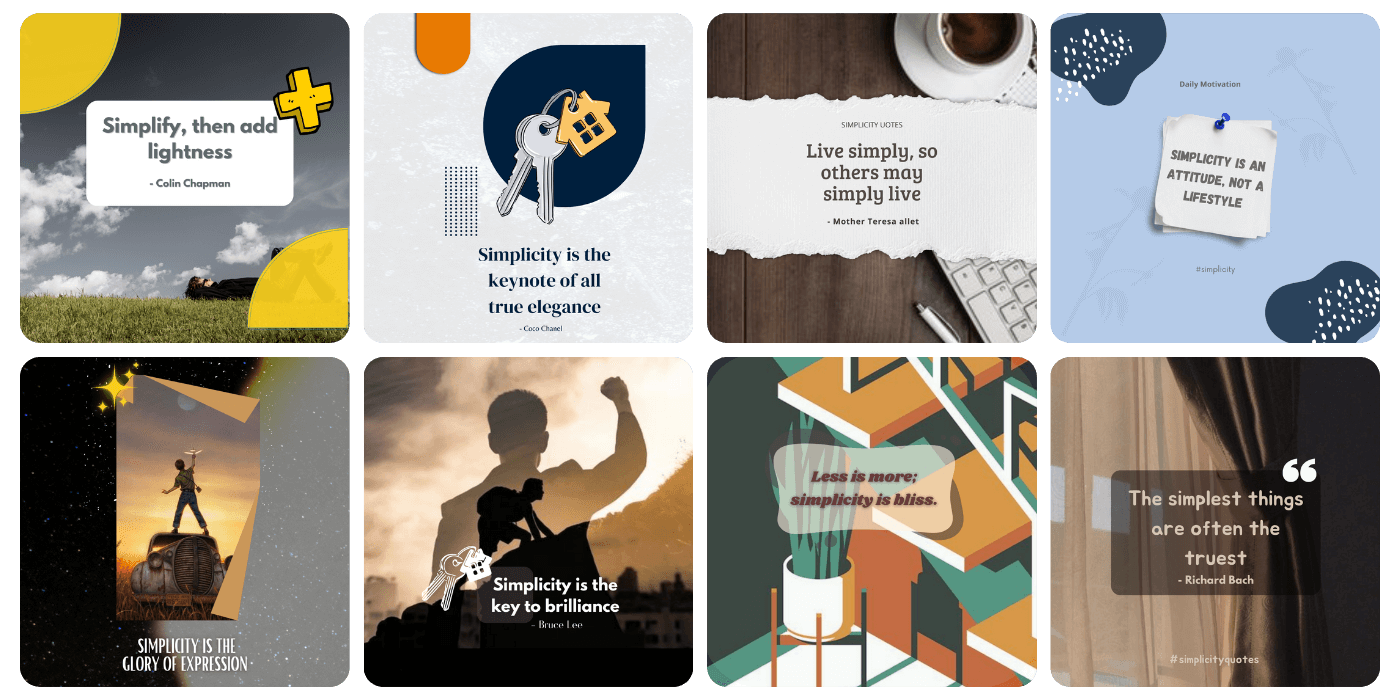 Simplify, then add
lightness
- Colin Chapman
Simplicity is the
keynote of all
true elegance
- Coco Chanel
SIMPLICITY UOTES
Live simply, so
others may
simply live
- Mother Teresa allet
Daily Motivation
SIMPLICITY IS AN
ATTITUDE, NOT A
LIFESTYLE
#simplicity
SIMPLICITY IS THE
GLORY OF EXPRESSION·
Simplicity is the
key to brilliance
- Bruce Lee
Less is more;
simplicity is bliss.
The simplest things
are often the
truest
- Richard Bach
#simplicityquotes